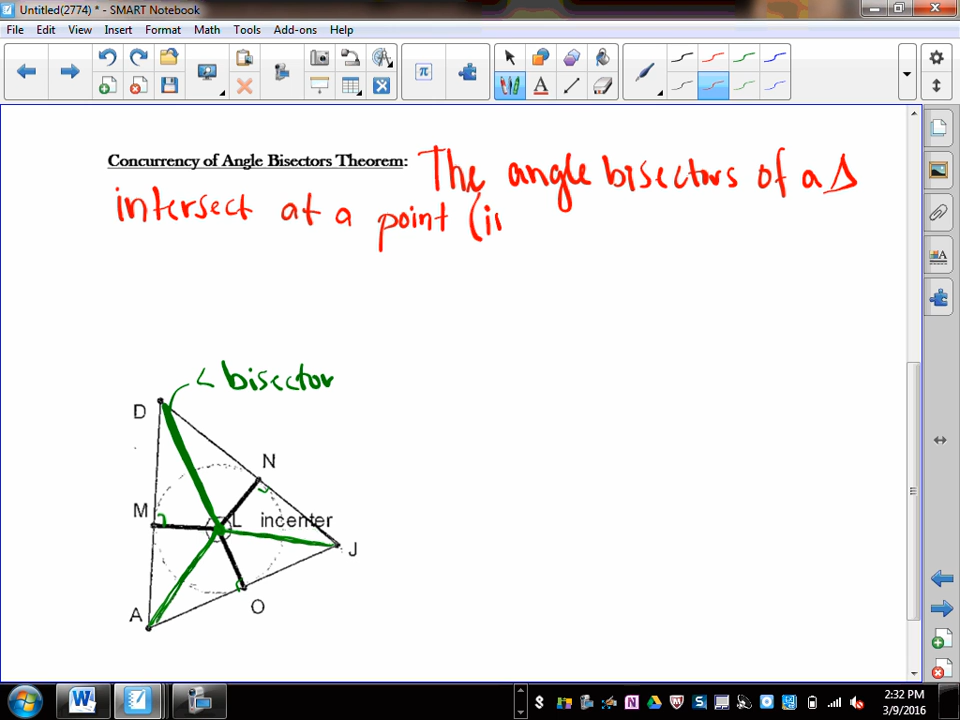 Untitled(2774) * - SMART Notebook
File Edit View Insert Format Math Tools Add-ons Help
Concurrency of Angle Bisectors Theorem: The angle bisectors of a Δ
intersect at a point (in
< bisector
D
N
M
L incenter
J
A
O
2:32 PM
3/9/2016